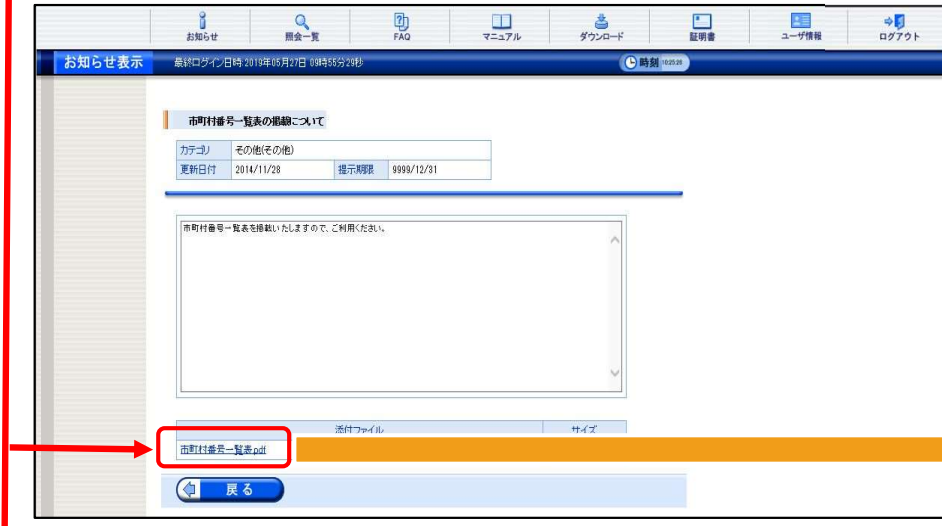 お知らせ
照会一覧
FAQ
マニュアル
ダウンロード
証明書
ユーザ情報
ログアウト
お知らせ表示
最終ログイン日時:2019年05月27日 09時55分29秒
時刻 10:25:20
市町村番号一覧表の掲載について
カテゴリ その他(その他)
更新日付 2014/11/28 提示期限 9999/12/31
市町村番号一覧表を掲載いたしますので、ご利用ください。
添付ファイル サイズ
市町村番号一覧表.pdf
戻る